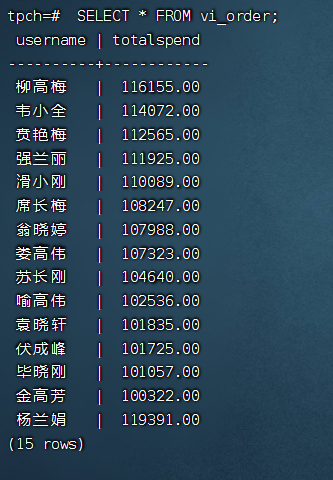 tpch=#  SELECT * FROM vi_order;
 username | totalspend
----------+------------
 柳高梅   |  116155.00
 韦小全   |  114072.00
 贲艳梅   |  112565.00
 强兰丽   |  111925.00
 滑小刚   |  110089.00
 席长梅   |  108247.00
 翁晓婷   |  107988.00
 娄高伟   |  107323.00
 苏长刚   |  104640.00
 喻高伟   |  102536.00
 袁晓轩   |  101835.00
 伏成峰   |  101725.00
 毕晓刚   |  101057.00
 金高芳   |  100322.00
 杨兰娟   |  119391.00
(15 rows)